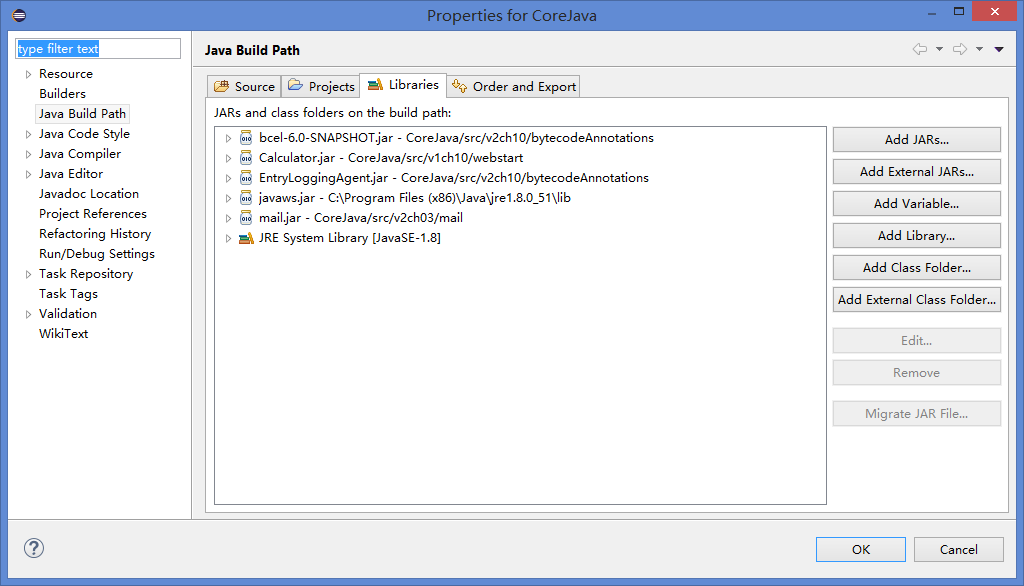 Properties for CoreJava
type filter text
Resource
Builders
Java Build Path
Java Code Style
Java Compiler
Java Editor
Javadoc Location
Project References
Refactoring History
Run/Debug Settings
Task Repository
Task Tags
Validation
WikiText
Java Build Path
Source Projects Libraries Order and Export
JARs and class folders on the build path:
bcel-6.0-SNAPSHOT.jar - CoreJava/src/v2ch10/bytecodeAnnotations
Calculator.jar - CoreJava/src/v1ch10/webstart
EntryLoggingAgent.jar - CoreJava/src/v2ch10/bytecodeAnnotations
javaws.jar - C:\Program Files (x86)\Java\jre1.8.0_51\lib
mail.jar - CoreJava/src/v2ch03/mail
JRE System Library [JavaSE-1.8]
Add JARs...
Add External JARs...
Add Variable...
Add Library...
Add Class Folder...
Add External Class Folder...
Edit...
Remove
Migrate JAR File...
?
OK Cancel